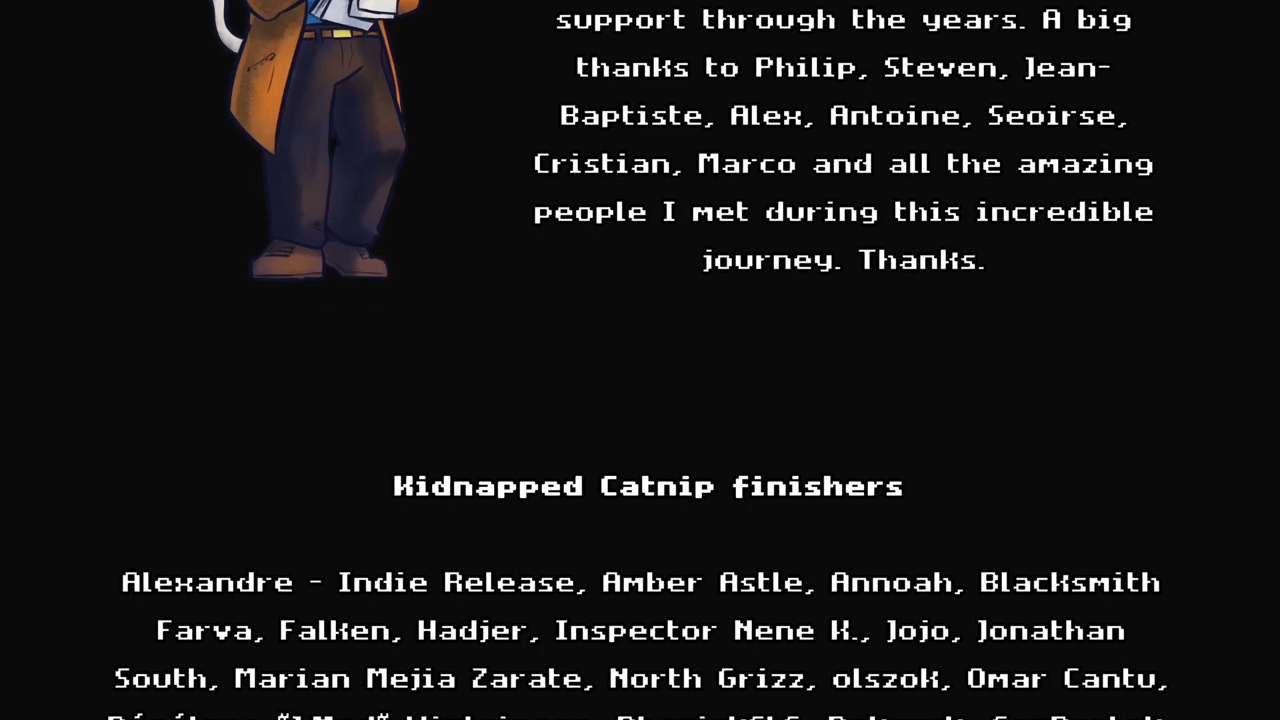 support through the years. A big
thanks to Philip, Steven, Jean-
Baptiste, Alex, Antoine, Seoirse,
Cristian, Marco and all the amazing
people I met during this incredible
journey. Thanks.
Kidnapped Catnip finishers
Alexandre - Indie Release, Amber Astle, Annoah, Blacksmith
Farva, Falken, Hadjer, Inspector Nene K., Jojo, Jonathan
South, Marian Mejia Zarate, North Grizz, olszok, Omar Cantu,